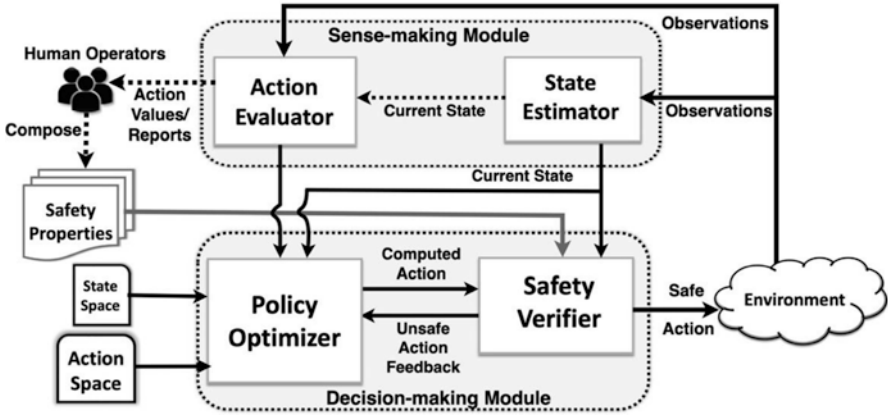 Observations
Sense-making Module
Human Operators
Action
Evaluator
State
Estimator
Current State
Observations
Action
Values/
Reports
Compose
Current State
Safety
Properties
State
Space
Action
Space
Policy
Optimizer
Computed
Action
Unsafe
Action
Feedback
Safety
Verifier
Safe
Action
Environment
Decision-making Module